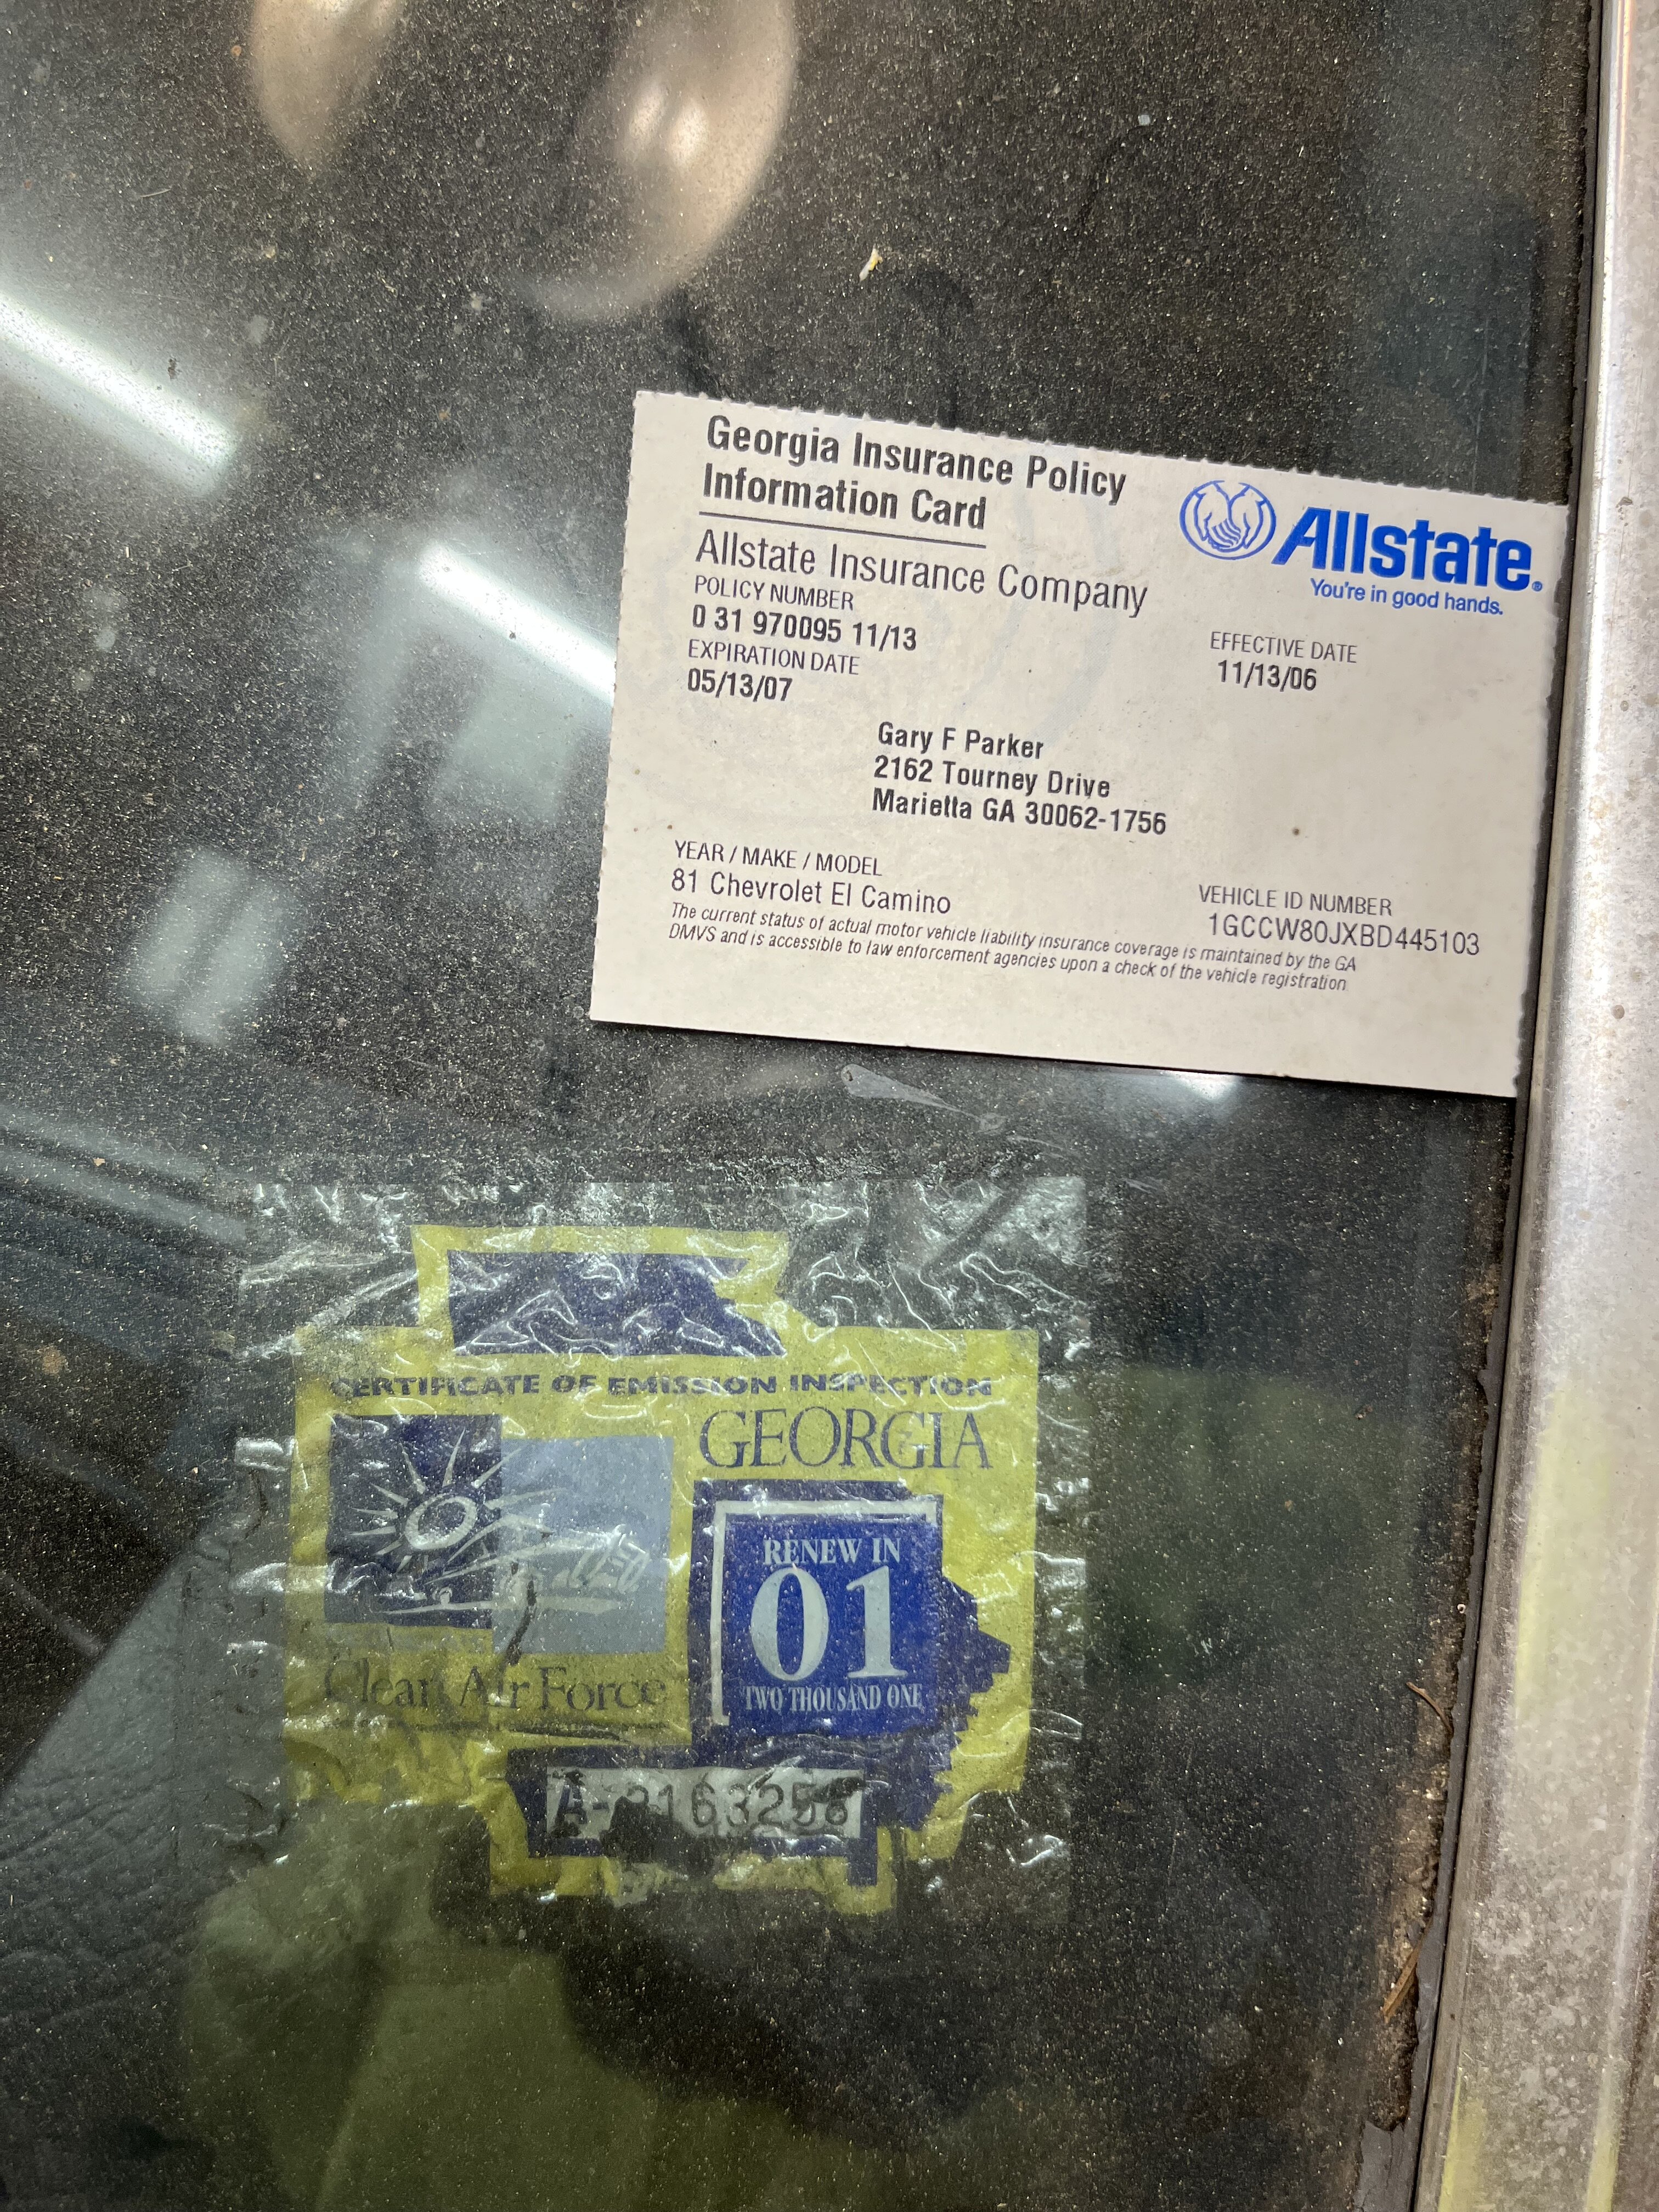 Georgia Insurance Policy
Information Card
Allstate®
You're in good hands.
Allstate Insurance Company
POLICY NUMBER
0 31 970095 11/13
EFFECTIVE DATE
11/13/06
EXPIRATION DATE
05/13/07
Gary F Parker
2162 Tourney Drive
Marietta GA 30062-1756
YEAR / MAKE / MODEL
81 Chevrolet El Camino
VEHICLE ID NUMBER
1GCCW80JXBD445103
The current status of actual motor vehicle liability insurance coverage is maintained by the GA
DMVS and is accessible to law enforcement agencies upon a check of the vehicle registration
CERTIFICATE OF EMISSION INSPECTION
GEORGIA
RENEW IN
01
TWO THOUSAND ONE
Clean Air Force